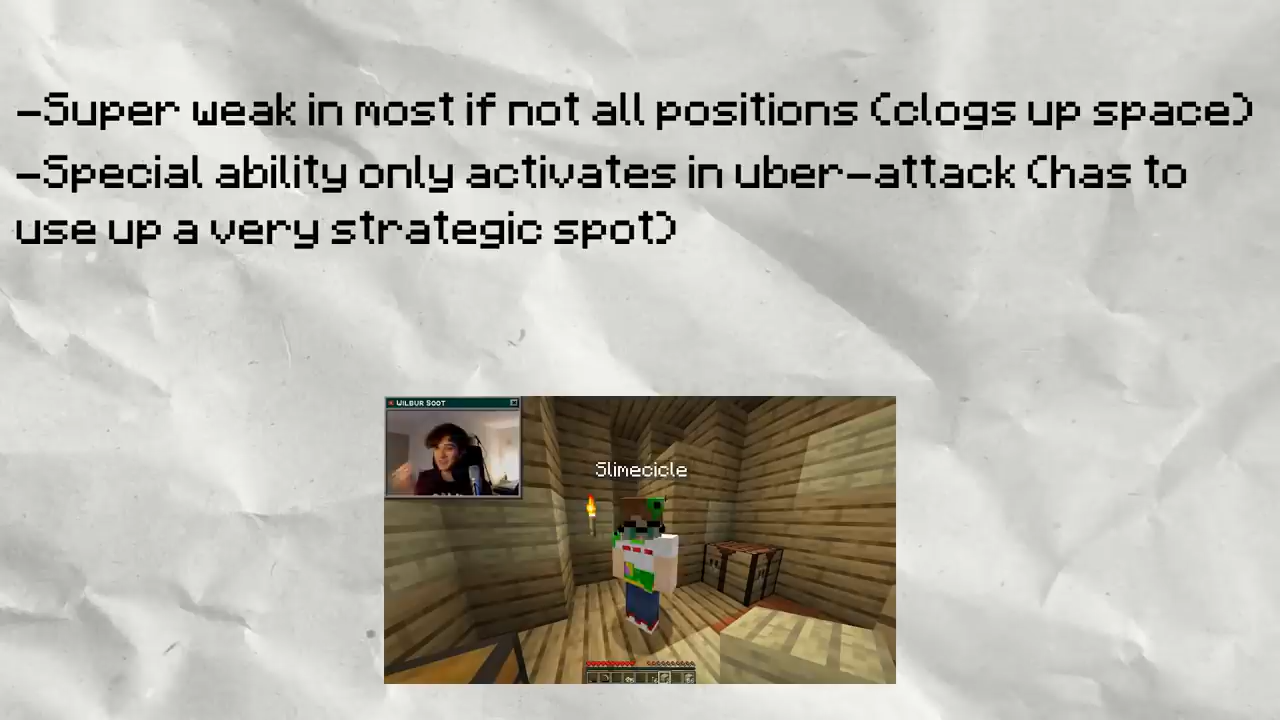 -Super weak in most if not all positions (clogs up space)
-Special ability only activates in uber-attack (has to
use up a very strategic spot)
WILBUR SOOT
Slimecicle